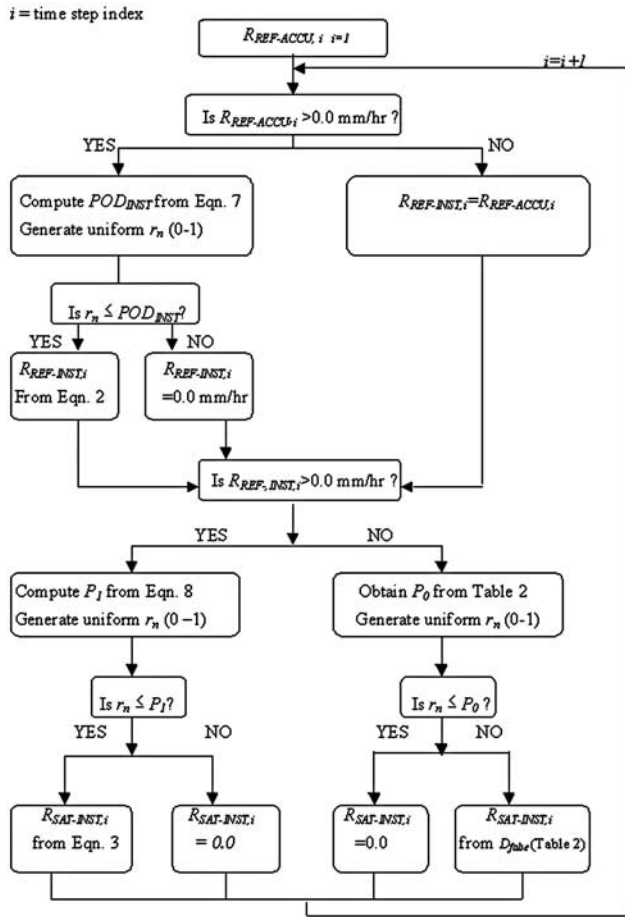 i = time step index
R_REF-ACCU, i i=1
i=i+1
Is R_REF-ACCU,i >0.0 mm/hr ?
YES
NO
Compute POD_INST from Eqn. 7
Generate uniform r_n (0-1)
R_REF-INST,i=R_REF-ACCU,i
Is r_n ≤ POD_INST?
YES
NO
R_REF-INST,i
From Eqn. 2
R_REF-INST,i
=0.0 mm/hr
Is R_REF-,INST,i>0.0 mm/hr ?
YES
NO
Compute P_1 from Eqn. 8
Generate uniform r_n (0 –1)
Obtain P_0 from Table 2
Generate uniform r_n (0-1)
Is r_n ≤ P_1?
Is r_n ≤ P_0 ?
YES
NO
YES
NO
R_SAT-INST,i
from Eqn. 3
R_SAT-INST,i
= 0.0
R_SAT-INST,i
=0.0
R_SAT-INST,i
from D_false(Table 2)